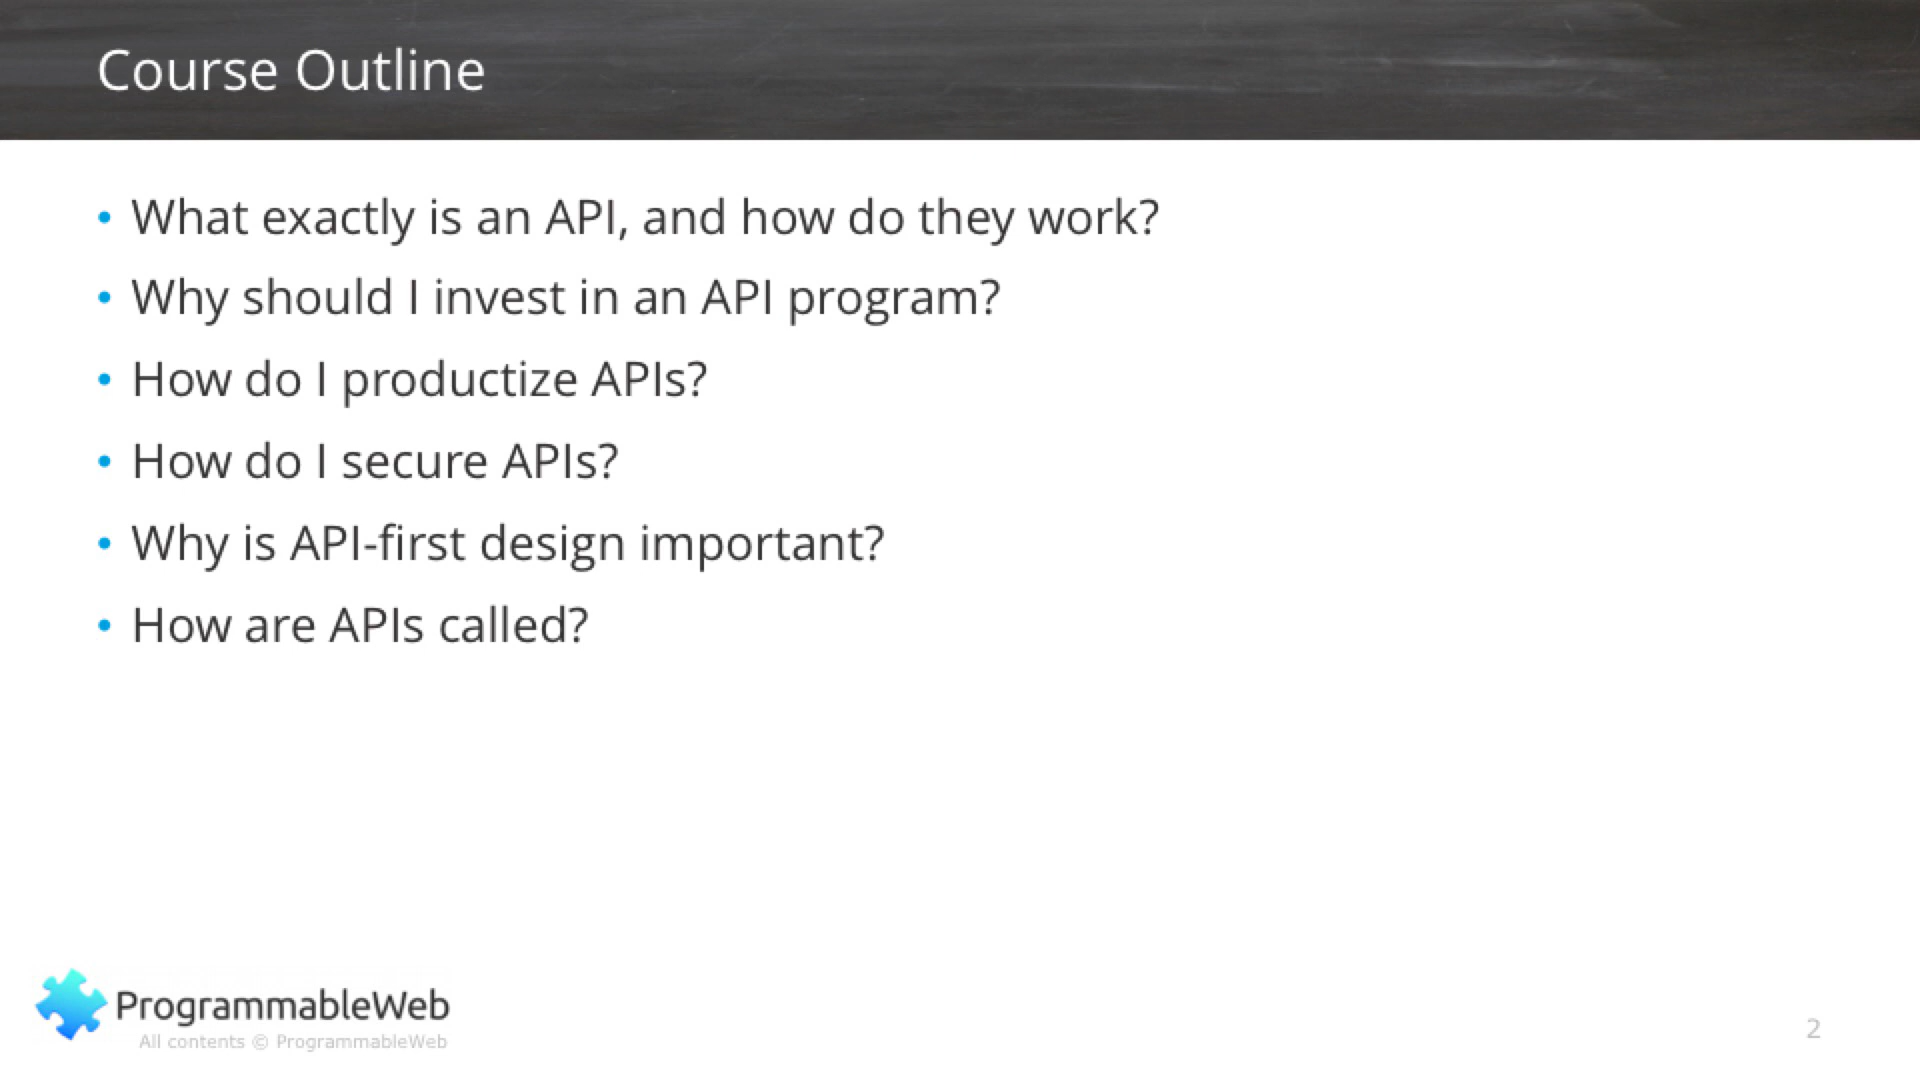 Course Outline
• What exactly is an API, and how do they work?
• Why should I invest in an API program?
• How do I productize APIs?
• How do I secure APIs?
• Why is API-first design important?
• How are APIs called?
ProgrammableWeb
All contents © ProgrammableWeb
2